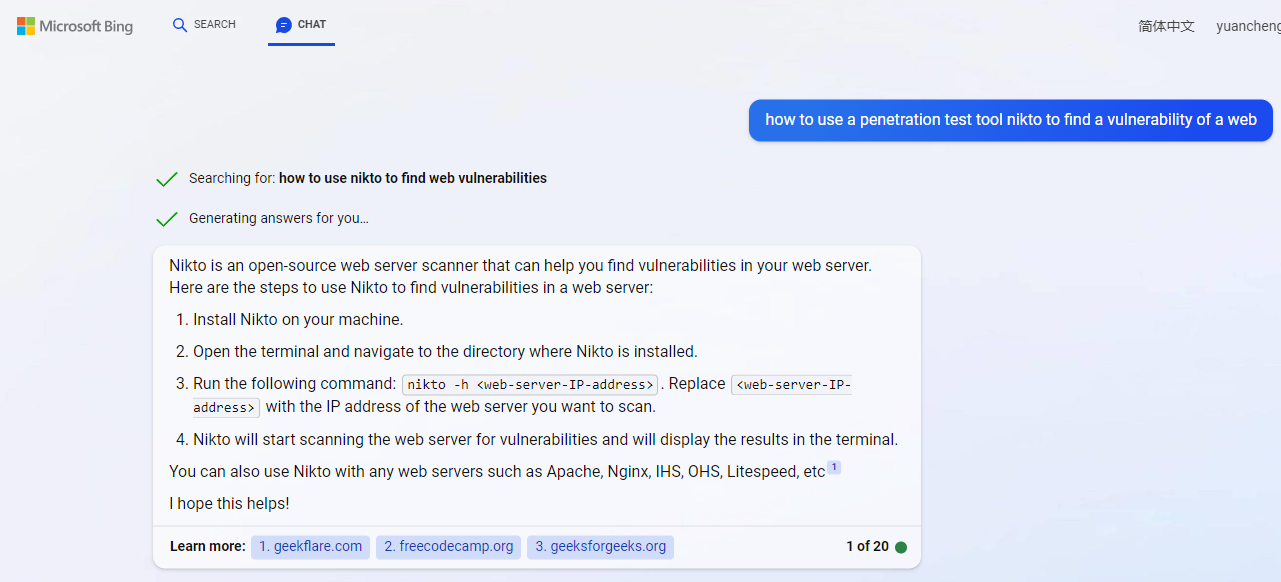 Microsoft Bing SEARCH CHAT 简体中文 yuancheng
how to use a penetration test tool nikto to find a vulnerability of a web
Searching for: how to use nikto to find web vulnerabilities
Generating answers for you...
Nikto is an open-source web server scanner that can help you find vulnerabilities in your web server.
Here are the steps to use Nikto to find vulnerabilities in a web server:
1. Install Nikto on your machine.
2. Open the terminal and navigate to the directory where Nikto is installed.
3. Run the following command: nikto -h <web-server-IP-address> . Replace <web-server-IP-
address> with the IP address of the web server you want to scan.
4. Nikto will start scanning the web server for vulnerabilities and will display the results in the terminal.
You can also use Nikto with any web servers such as Apache, Nginx, IHS, OHS, Litespeed, etc 1
I hope this helps!
Learn more: 1. geekflare.com 2. freecodecamp.org 3. geeksforgeeks.org 1 of 20